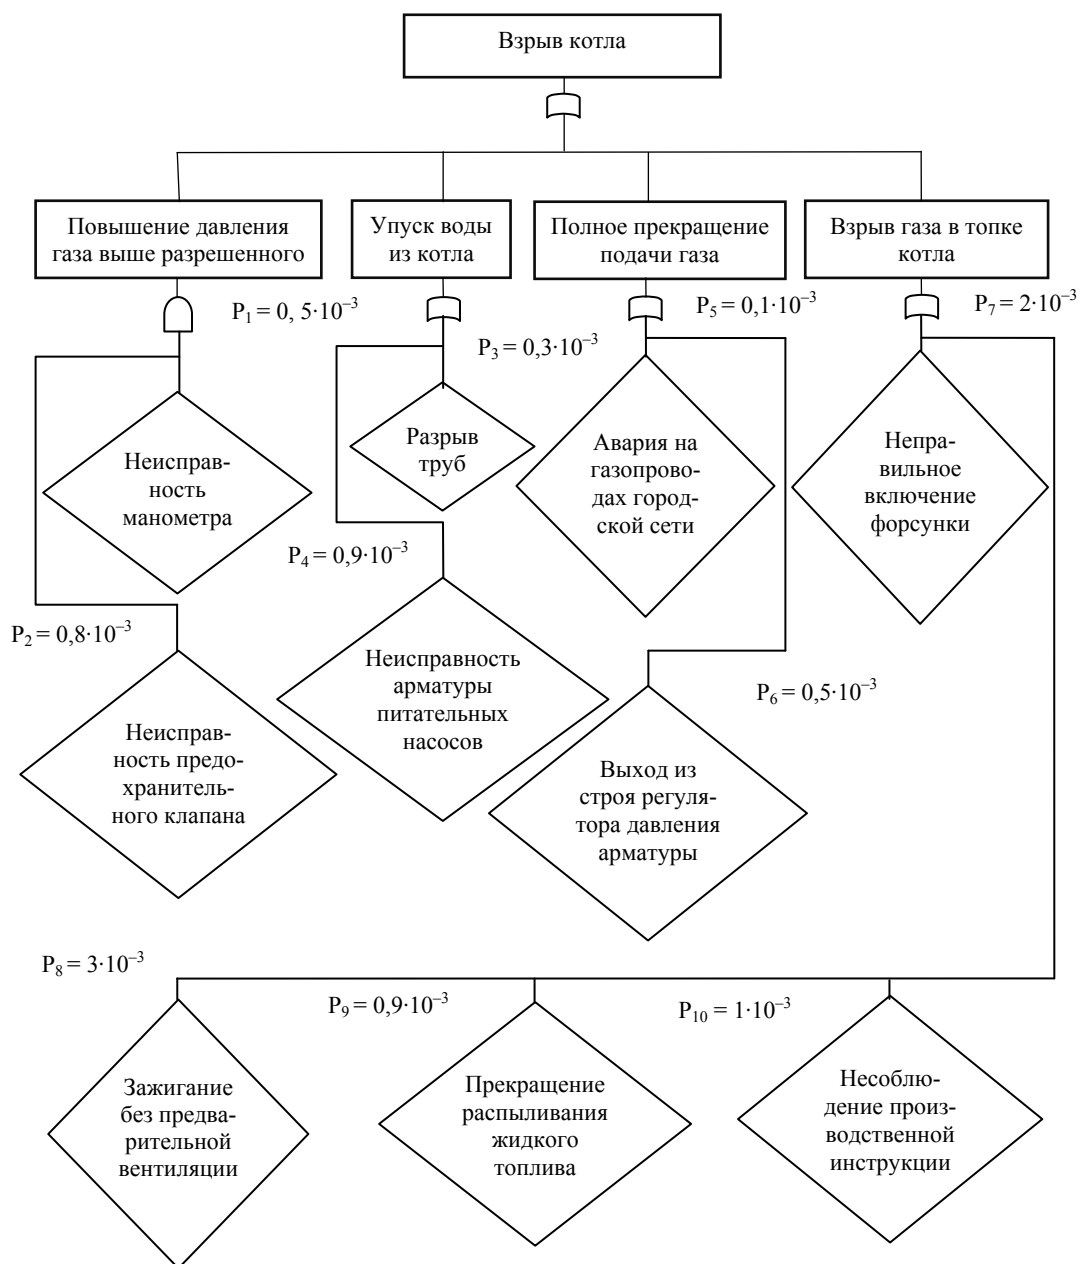 Взрыв котла
Повышение давления
газа выше разрешенного
Упуск воды
из котла
Полное прекращение
подачи газа
Взрыв газа в топке
котла
P₁ = 0, 5·10⁻³
P₅ = 0,1·10⁻³
P₇ = 2·10⁻³
P₃ = 0,3·10⁻³
Неисправ-
ность
манометра
Разрыв
труб
Авария на
газопрово-
дах город-
ской сети
Непра-
вильное
включение
форсунки
P₄ = 0,9·10⁻³
P₂ = 0,8·10⁻³
Неисправность
арматуры
питательных
насосов
P₆ = 0,5·10⁻³
Неисправ-
ность предо-
хранитель-
ного клапана
Выход из
строя регуля-
тора давления
арматуры
P₈ = 3·10⁻³
P₉ = 0,9·10⁻³
P₁₀ = 1·10⁻³
Зажигание
без предва-
рительной
вентиляции
Прекращение
распыливания
жидкого
топлива
Несоблю-
дение произ-
водственной
инструкции